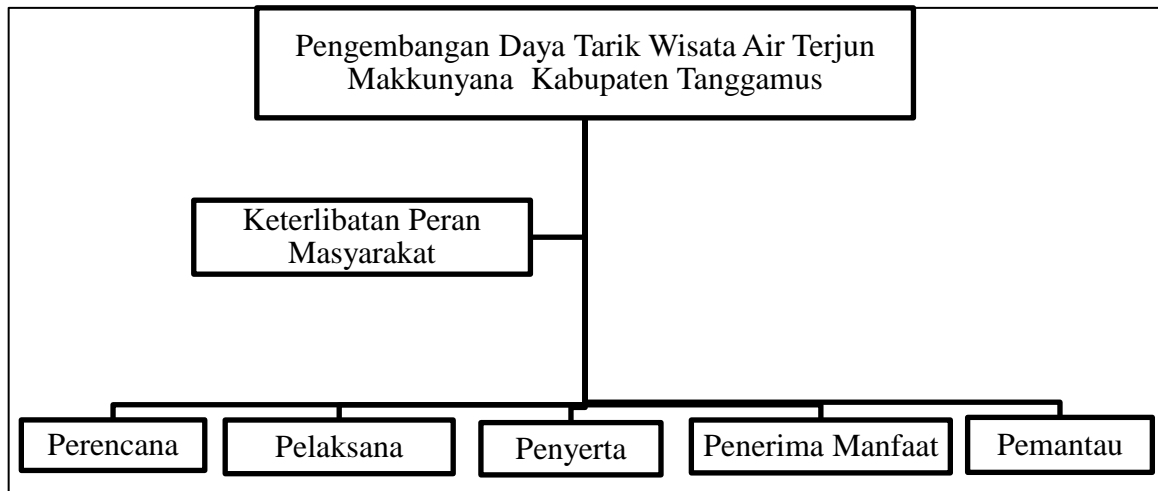 Pengembangan Daya Tarik Wisata Air Terjun
Makkunyana Kabupaten Tanggamus
Keterlibatan Peran
Masyarakat
Perencana
Pelaksana
Penyerta
Penerima Manfaat
Pemantau